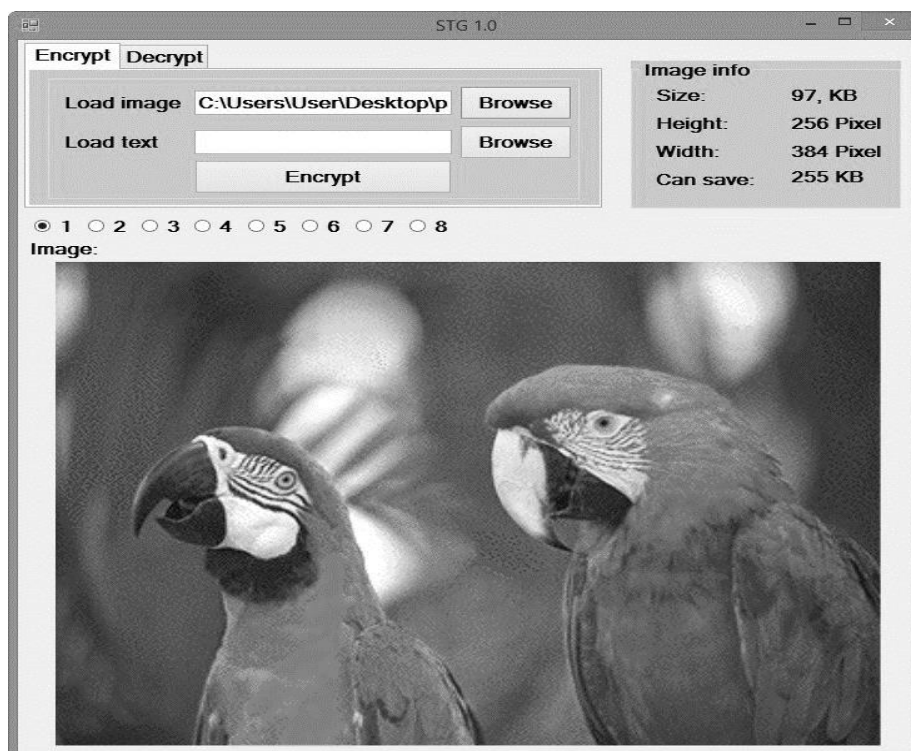 STG 1.0
Encrypt Decrypt
Load image C:\Users\User\Desktop\p Browse
Load text Browse
Encrypt
Image info
Size: 97, KB
Height: 256 Pixel
Width: 384 Pixel
Can save: 255 KB
1 2 3 4 5 6 7 8
Image: